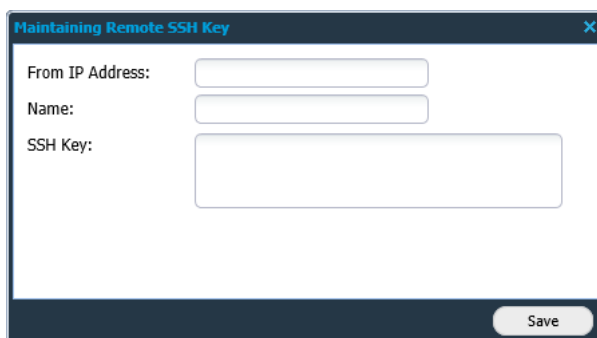 Maintaining Remote SSH Key
From IP Address:
Name:
SSH Key:
Save